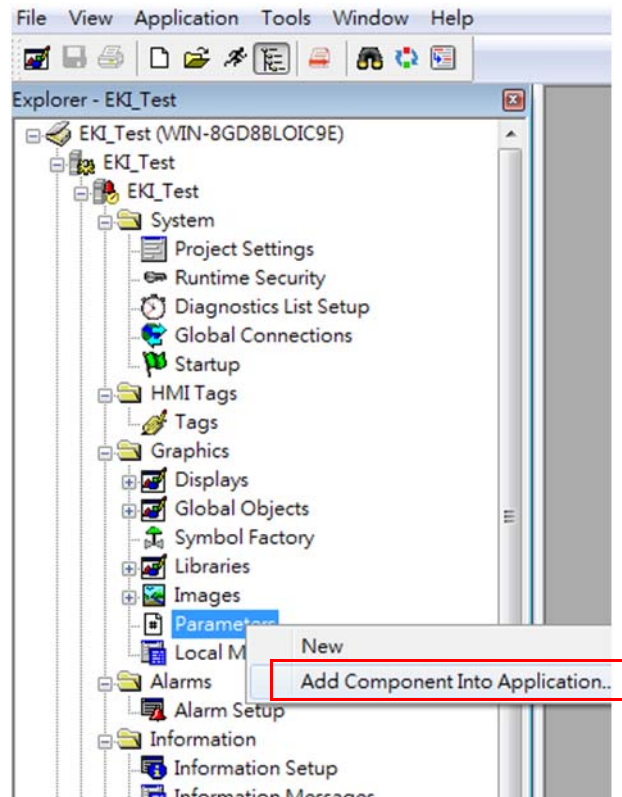 File View Application Tools Window Help
Explorer - EKI_Test
EKI_Test (WIN-8GD8BLOIC9E)
EKI_Test
EKI_Test
System
Project Settings
Runtime Security
Diagnostics List Setup
Global Connections
Startup
HMI Tags
Tags
Graphics
Displays
Global Objects
Symbol Factory
Libraries
Images
Parameters
New
Local M
Add Component Into Application...
Alarms
Alarm Setup
Information
Information Setup
Information Messages